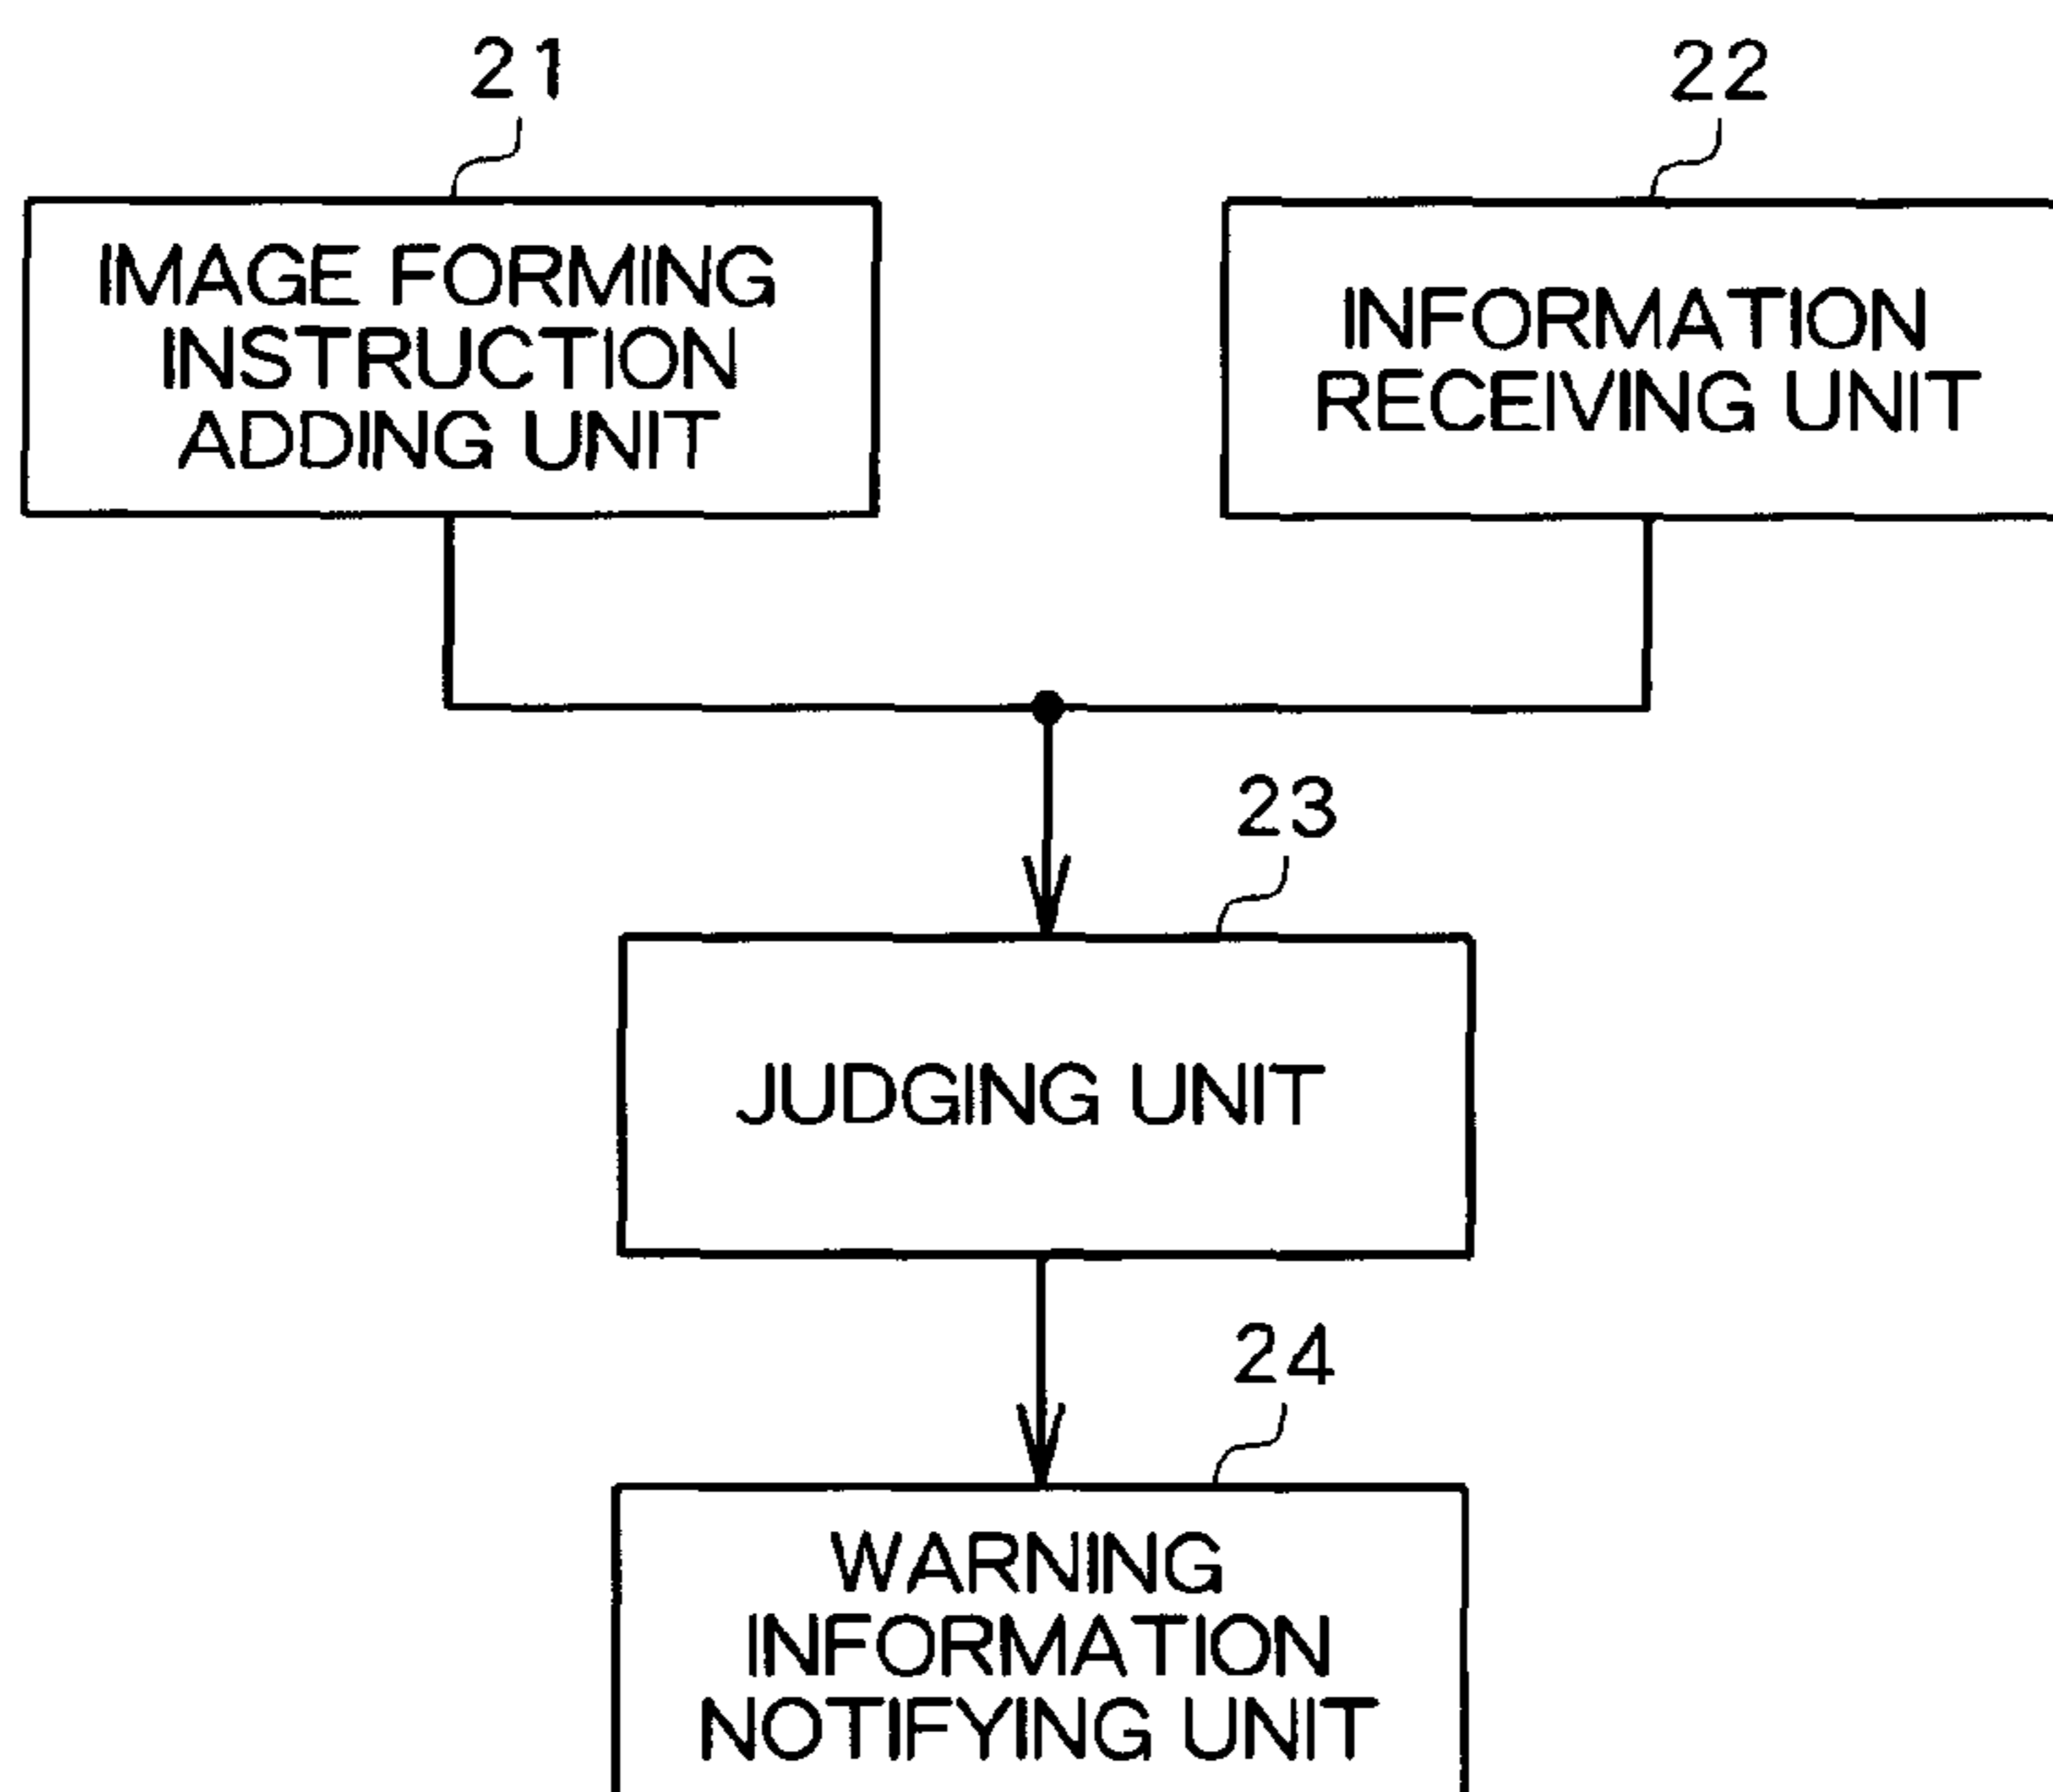 21
IMAGE FORMING
INSTRUCTION
ADDING UNIT
22
INFORMATION
RECEIVING UNIT
23
JUDGING UNIT
24
WARNING
INFORMATION
NOTIFYING UNIT